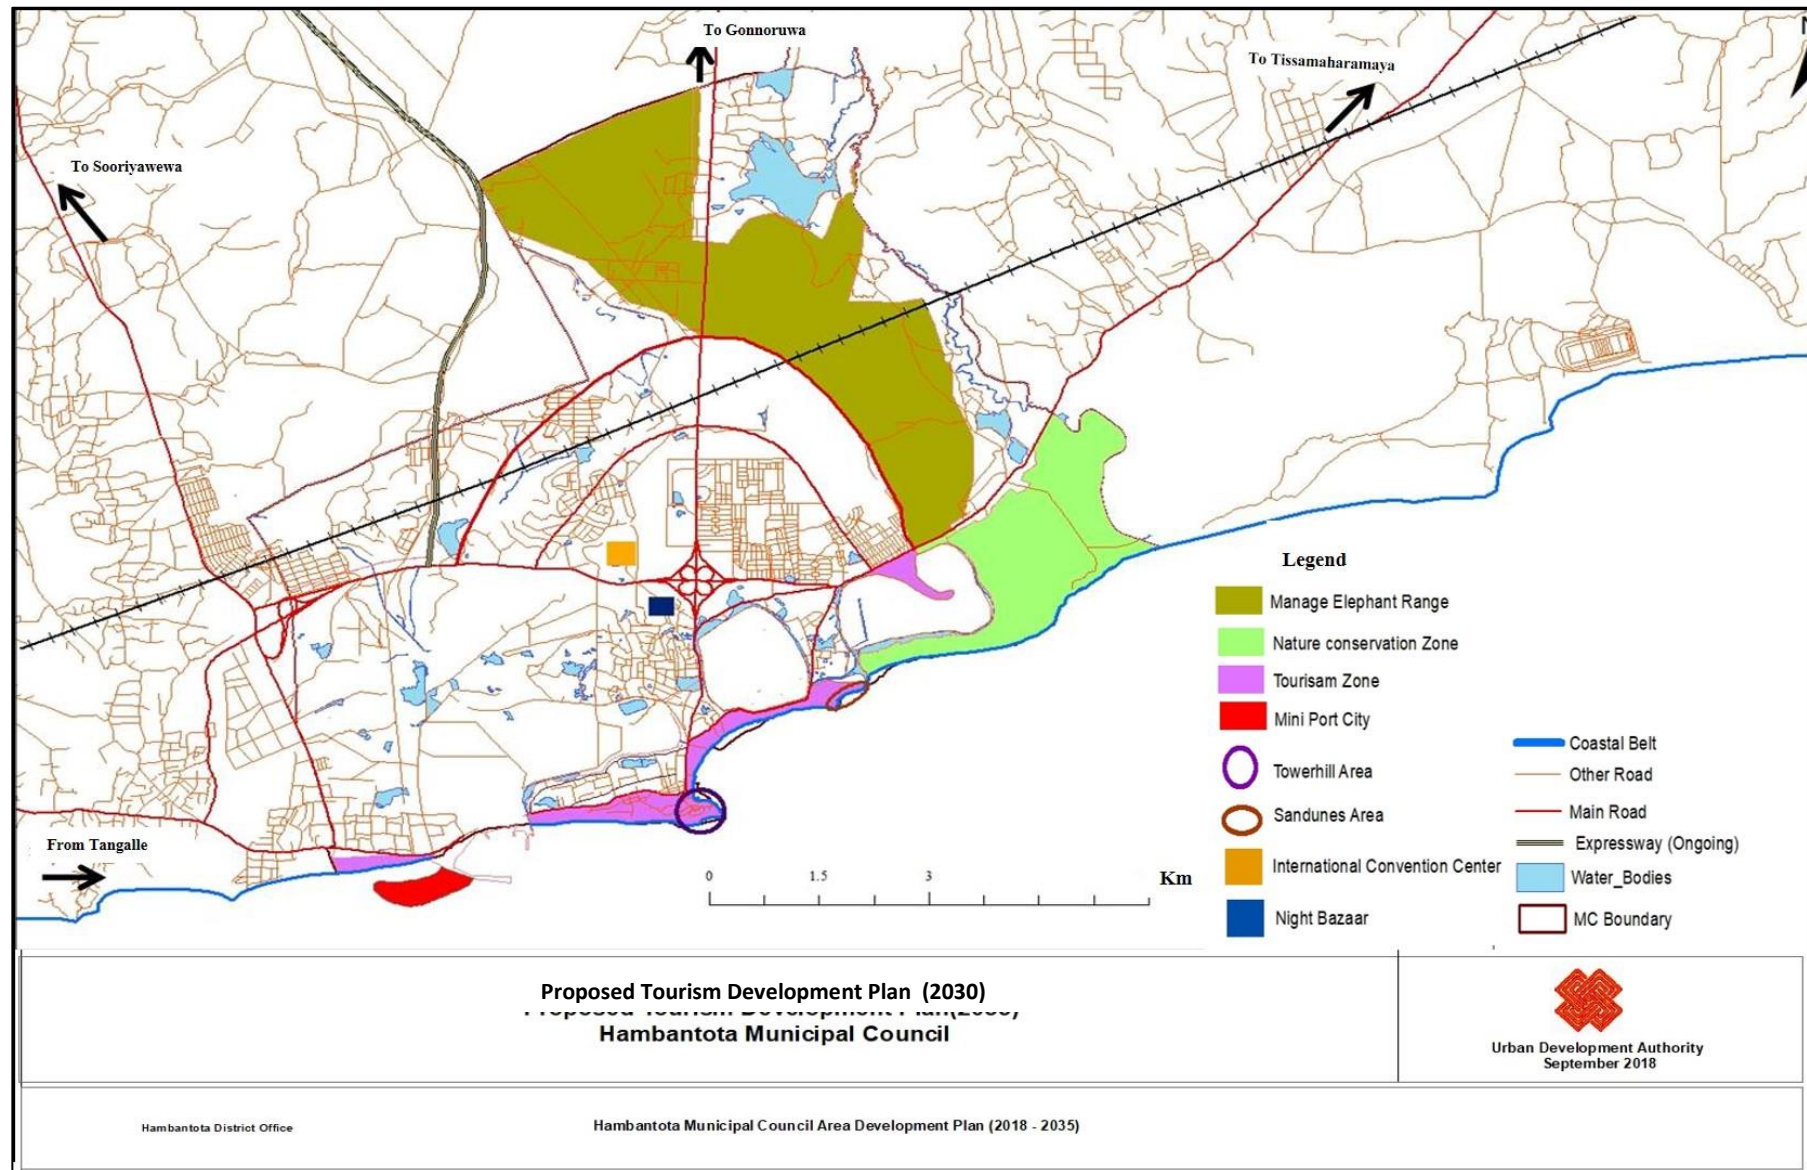 To Gonnoruwa
To Tissamaharamaya
To Sooriyawewa
From Tangalle
0 1.5 3 Km
Legend
Manage Elephant Range
Nature conservation Zone
Tourisam Zone
Mini Port City
Towerhill Area
Sandunes Area
International Convention Center
Night Bazaar
Coastal Belt
Other Road
Main Road
Expressway (Ongoing)
Water_Bodies
MC Boundary
Proposed Tourism Development Plan (2030)
Hambantota Municipal Council
Urban Development Authority
September 2018
Hambantota District Office
Hambantota Municipal Council Area Development Plan (2018 - 2035)